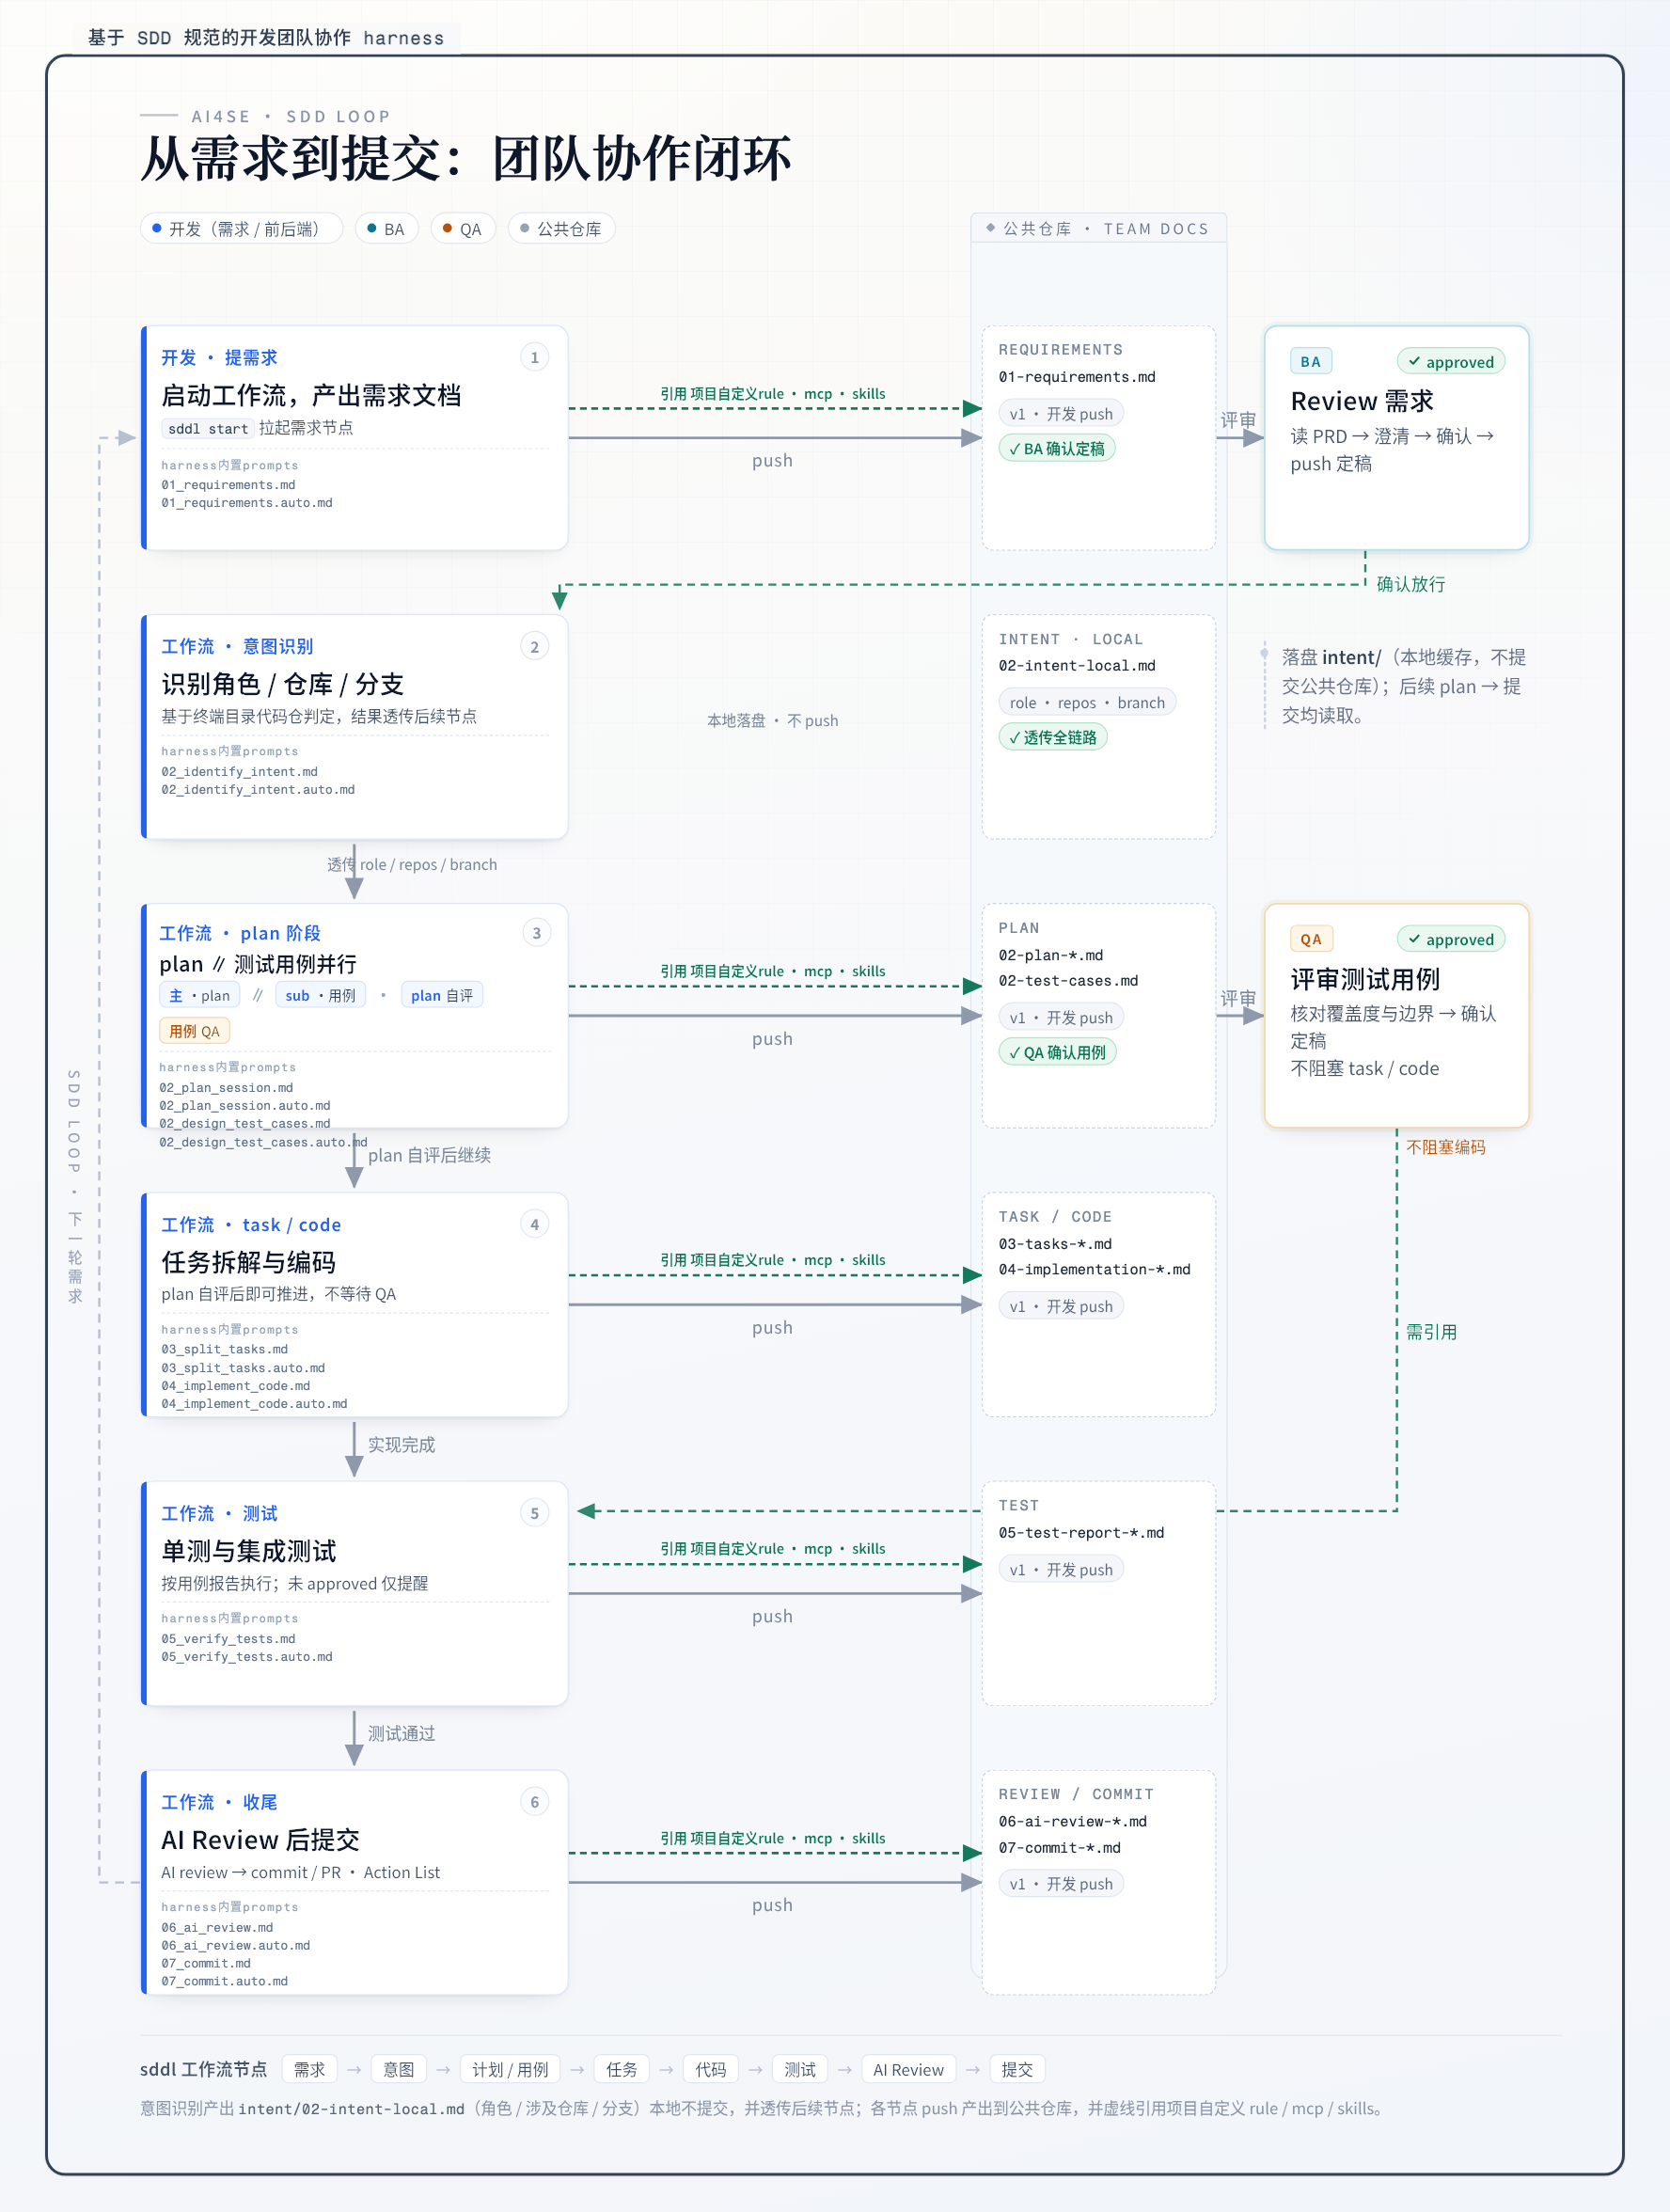 基于 SDD 规范的开发团队协作 harness
AI4SE • SDD LOOP
从需求到提交：团队协作闭环
开发（需求 / 前后端）
BA
QA
公共仓库
公共仓库 • TEAM DOCS
开发 • 提需求
1
启动工作流，产出需求文档
sddl start 拉起需求节点
harness内置prompts
01_requirements.md
01_requirements.auto.md
引用 项目自定义rule • mcp • skills
push
REQUIREMENTS
01-requirements.md
v1 • 开发 push
✓ BA 确认定稿
评审
BA
✓ approved
Review 需求
读 PRD → 澄清 → 确认 →
push 定稿
确认放行
工作流 • 意图识别
2
识别角色 / 仓库 / 分支
基于终端目录代码仓判定，结果透传后续节点
harness内置prompts
02_identify_intent.md
02_identify_intent.auto.md
本地落盘 • 不 push
INTENT · LOCAL
02-intent-local.md
role • repos • branch
✓ 透传全链路
落盘 intent/（本地缓存，不提
交公共仓库）；后续 plan → 提
交均读取。
透传 role / repos / branch
工作流 • plan 阶段
3
plan ∥ 测试用例并行
主 • plan ∥ sub • 用例 • plan 自评
用例 QA
harness内置prompts
02_plan_session.md
02_plan_session.auto.md
02_design_test_cases.md
02_design_test_cases.auto.md
引用 项目自定义rule • mcp • skills
push
PLAN
02-plan-*.md
02-test-cases.md
v1 • 开发 push
✓ QA 确认用例
评审
QA
✓ approved
评审测试用例
核对覆盖度与边界 → 确认
定稿
不阻塞 task / code
不阻塞编码
plan 自评后继续
SDD LOOP • 下一轮需求
工作流 • task / code
4
任务拆解与编码
plan 自评后即可推进，不等待 QA
harness内置prompts
03_split_tasks.md
03_split_tasks.auto.md
04_implement_code.md
04_implement_code.auto.md
引用 项目自定义rule • mcp • skills
push
TASK / CODE
03-tasks-*.md
04-implementation-*.md
v1 • 开发 push
需引用
实现完成
工作流 • 测试
5
单测与集成测试
按用例报告执行；未 approved 仅提醒
harness内置prompts
05_verify_tests.md
05_verify_tests.auto.md
引用 项目自定义rule • mcp • skills
push
TEST
05-test-report-*.md
v1 • 开发 push
测试通过
工作流 • 收尾
6
AI Review 后提交
AI review → commit / PR • Action List
harness内置prompts
06_ai_review.md
06_ai_review.auto.md
07_commit.md
07_commit.auto.md
引用 项目自定义rule • mcp • skills
push
REVIEW / COMMIT
06-ai-review-*.md
07-commit-*.md
v1 • 开发 push
sddl 工作流节点 需求 → 意图 → 计划 / 用例 → 任务 → 代码 → 测试 → AI Review → 提交
意图识别产出 intent/02-intent-local.md（角色 / 涉及仓库 / 分支）本地不提交，并透传后续节点；各节点 push 产出到公共仓库，并虚线引用项目自定义 rule / mcp / skills。